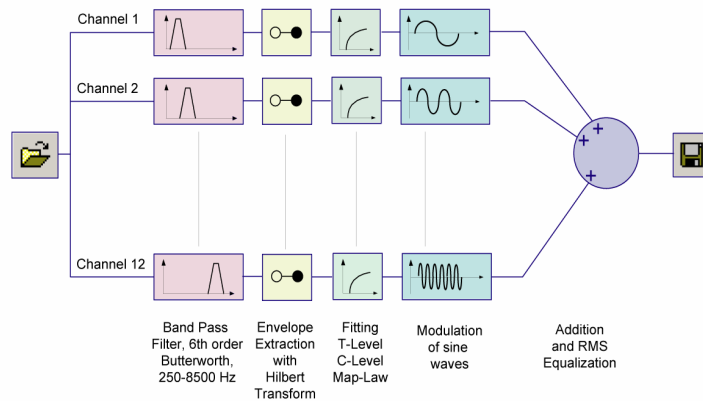 Channel 1
Channel 2
Channel 12
+
+
+
Band Pass
Filter, 6th order
Butterworth,
250-8500 Hz
Envelope
Extraction
with
Hilbert
Transform
Fitting
T-Level
C-Level
Map-Law
Modulation
of sine
waves
Addition
and RMS
Equalization